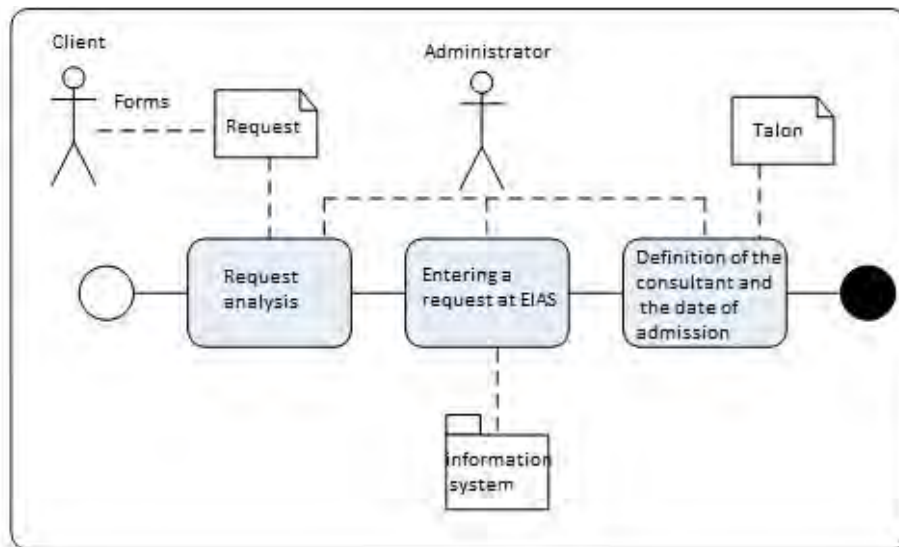 Client
Administrator
Forms
Request
Talon
Request
analysis
Entering a
request at EIAS
Definition of the
consultant and
the date of
admission
information
system